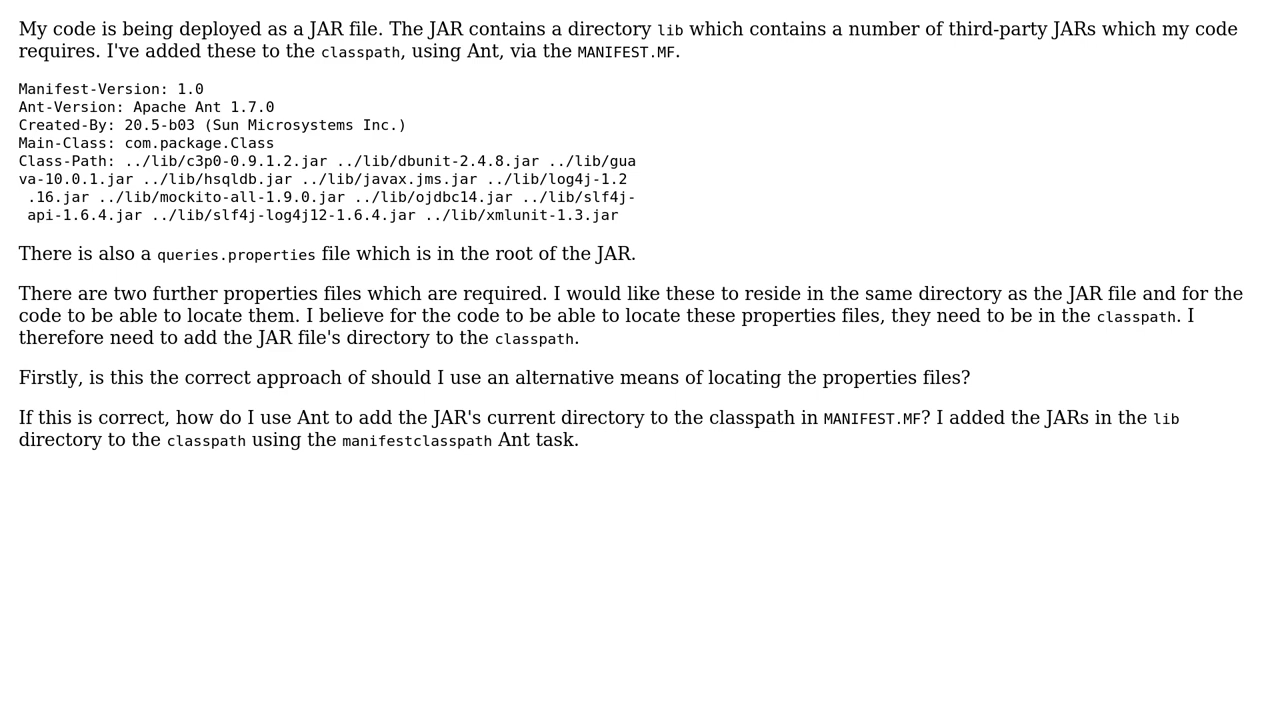 My code is being deployed as a JAR file. The JAR contains a directory lib which contains a number of third-party JARs which my code
requires. I've added these to the classpath, using Ant, via the MANIFEST.MF.
Manifest-Version: 1.0
Ant-Version: Apache Ant 1.7.0
Created-By: 20.5-b03 (Sun Microsystems Inc.)
Main-Class: com.package.Class
Class-Path: ../lib/c3p0-0.9.1.2.jar ../lib/dbunit-2.4.8.jar ../lib/gua
va-10.0.1.jar ../lib/hsqldb.jar ../lib/javax.jms.jar ../lib/log4j-1.2
 .16.jar ../lib/mockito-all-1.9.0.jar ../lib/ojdbc14.jar ../lib/slf4j-
 api-1.6.4.jar ../lib/slf4j-log4j12-1.6.4.jar ../lib/xmlunit-1.3.jar
There is also a queries.properties file which is in the root of the JAR.
There are two further properties files which are required. I would like these to reside in the same directory as the JAR file and for the
code to be able to locate them. I believe for the code to be able to locate these properties files, they need to be in the classpath. I
therefore need to add the JAR file's directory to the classpath.
Firstly, is this the correct approach of should I use an alternative means of locating the properties files?
If this is correct, how do I use Ant to add the JAR's current directory to the classpath in MANIFEST.MF? I added the JARs in the lib
directory to the classpath using the manifestclasspath Ant task.